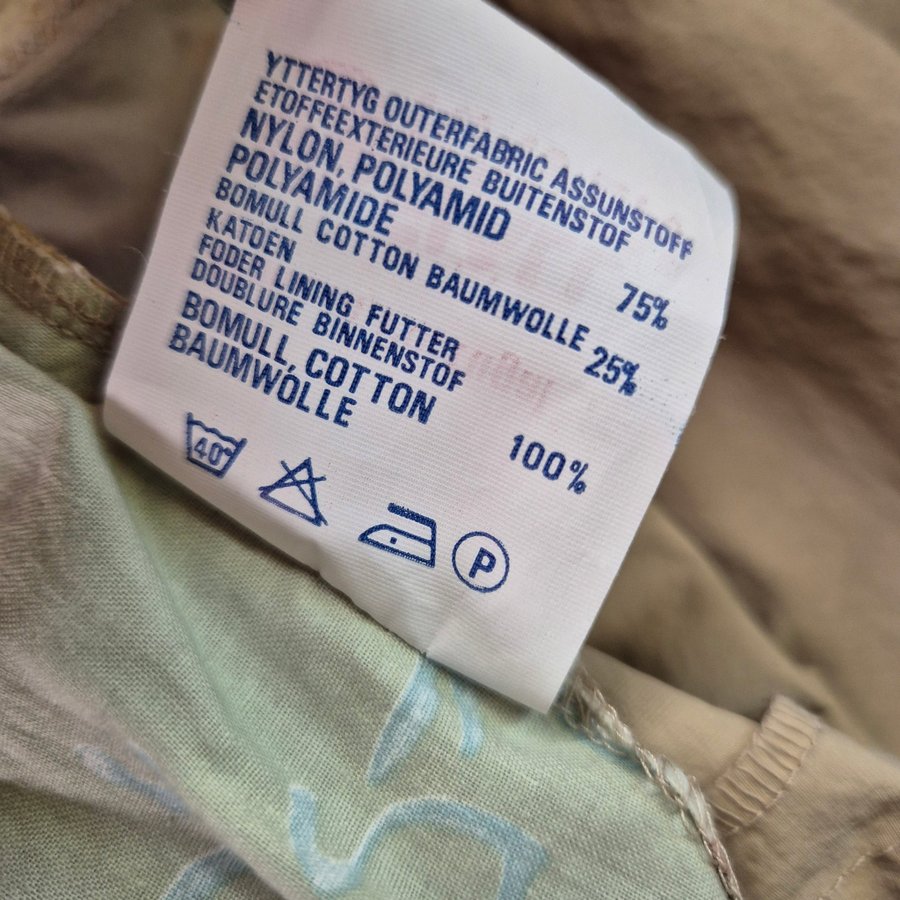 YTTERTYG OUTERFABRIC ASSUNSTOFF
ETOFFEEXTERIEURE BUITENSTOF
NYLON, POLYAMID
POLYAMIDE 75%
BOMULL COTTON BAUMWOLLE
KATOEN 25%
FODER LINING FUTTER
DOUBLURE BINNENSTOF
BOMULL, COTTON
BAUMWOLLE 100%
40°
P